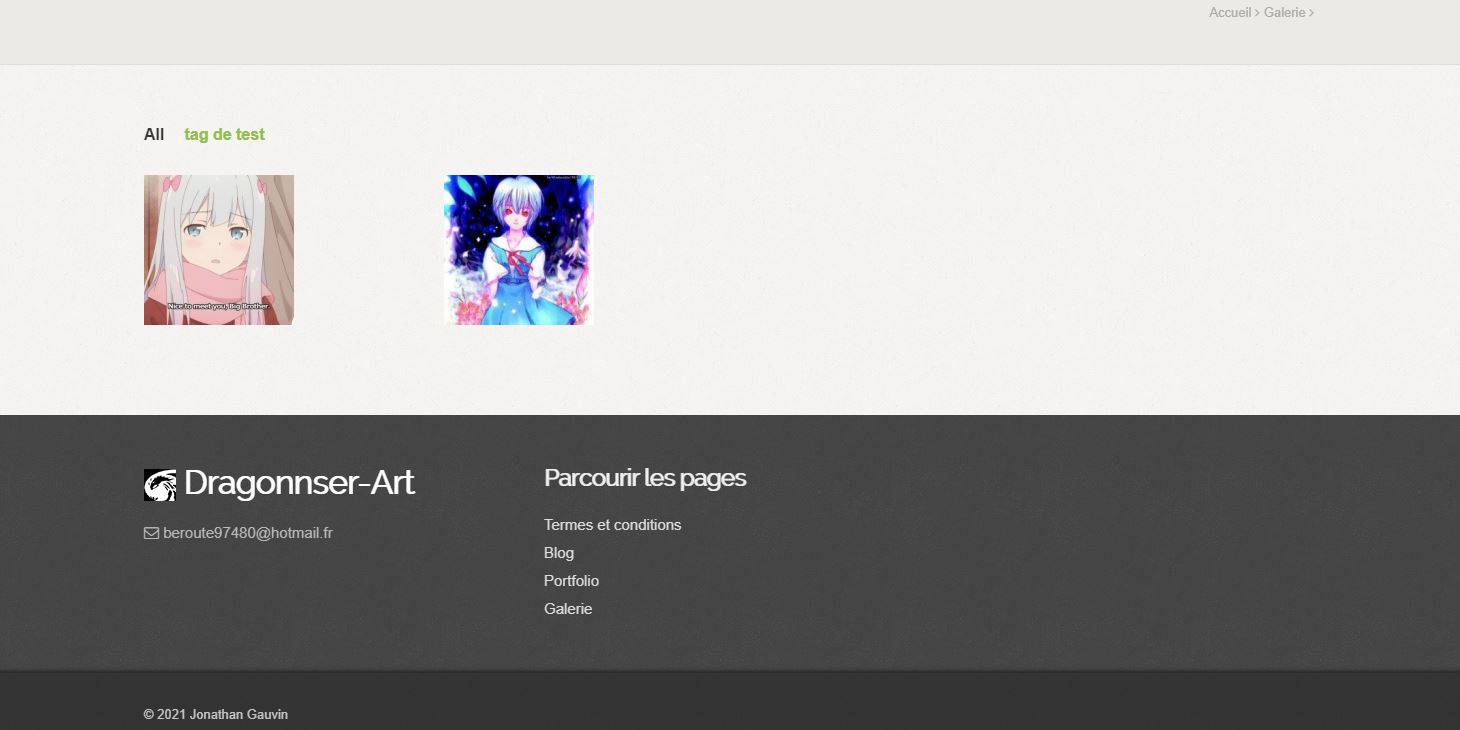 Accueil > Galerie >
All tag de test
Nice to meet you, Big Brother.
Dragonnser-Art
beroute97480@hotmail.fr
Parcourir les pages
Termes et conditions
Blog
Portfolio
Galerie
© 2021 Jonathan Gauvin